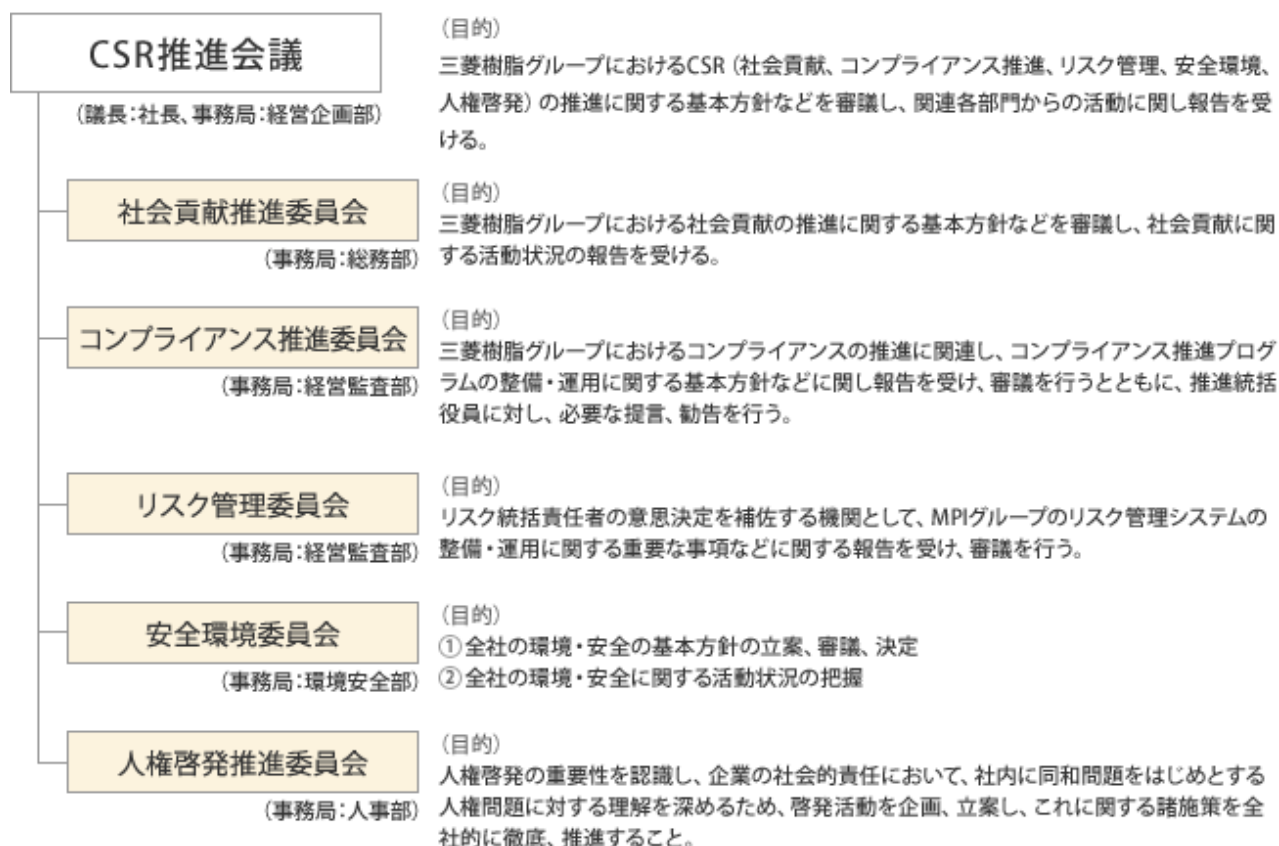 CSR推進会議
(議長:社長、事務局:経営企画部)
(目的)
三菱樹脂グループにおけるCSR(社会貢献、コンプライアンス推進、リスク管理、安全環境、
人権啓発)の推進に関する基本方針などを審議し、関連各部門からの活動に関し報告を受
ける。
社会貢献推進委員会
(事務局:総務部)
(目的)
三菱樹脂グループにおける社会貢献の推進に関する基本方針などを審議し、社会貢献に関
する活動状況の報告を受ける。
コンプライアンス推進委員会
(事務局:経営監査部)
(目的)
三菱樹脂グループにおけるコンプライアンスの推進に関連し、コンプライアンス推進プログ
ラムの整備・運用に関する基本方針などに関し報告を受け、審議を行うとともに、推進統括
役員に対し、必要な提言、勧告を行う。
リスク管理委員会
(事務局:経営監査部)
(目的)
リスク統括責任者の意思決定を補佐する機関として、MPIグループのリスク管理システムの
整備・運用に関する重要な事項などに関する報告を受け、審議を行う。
安全環境委員会
(事務局:環境安全部)
(目的)
①全社の環境・安全の基本方針の立案、審議、決定
②全社の環境・安全に関する活動状況の把握
人権啓発推進委員会
(事務局:人事部)
(目的)
人権啓発の重要性を認識し、企業の社会的責任において、社内に同和問題をはじめとする
人権問題に対する理解を深めるため、啓発活動を企画、立案し、これに関する諸施策を全
社的に徹底、推進すること。